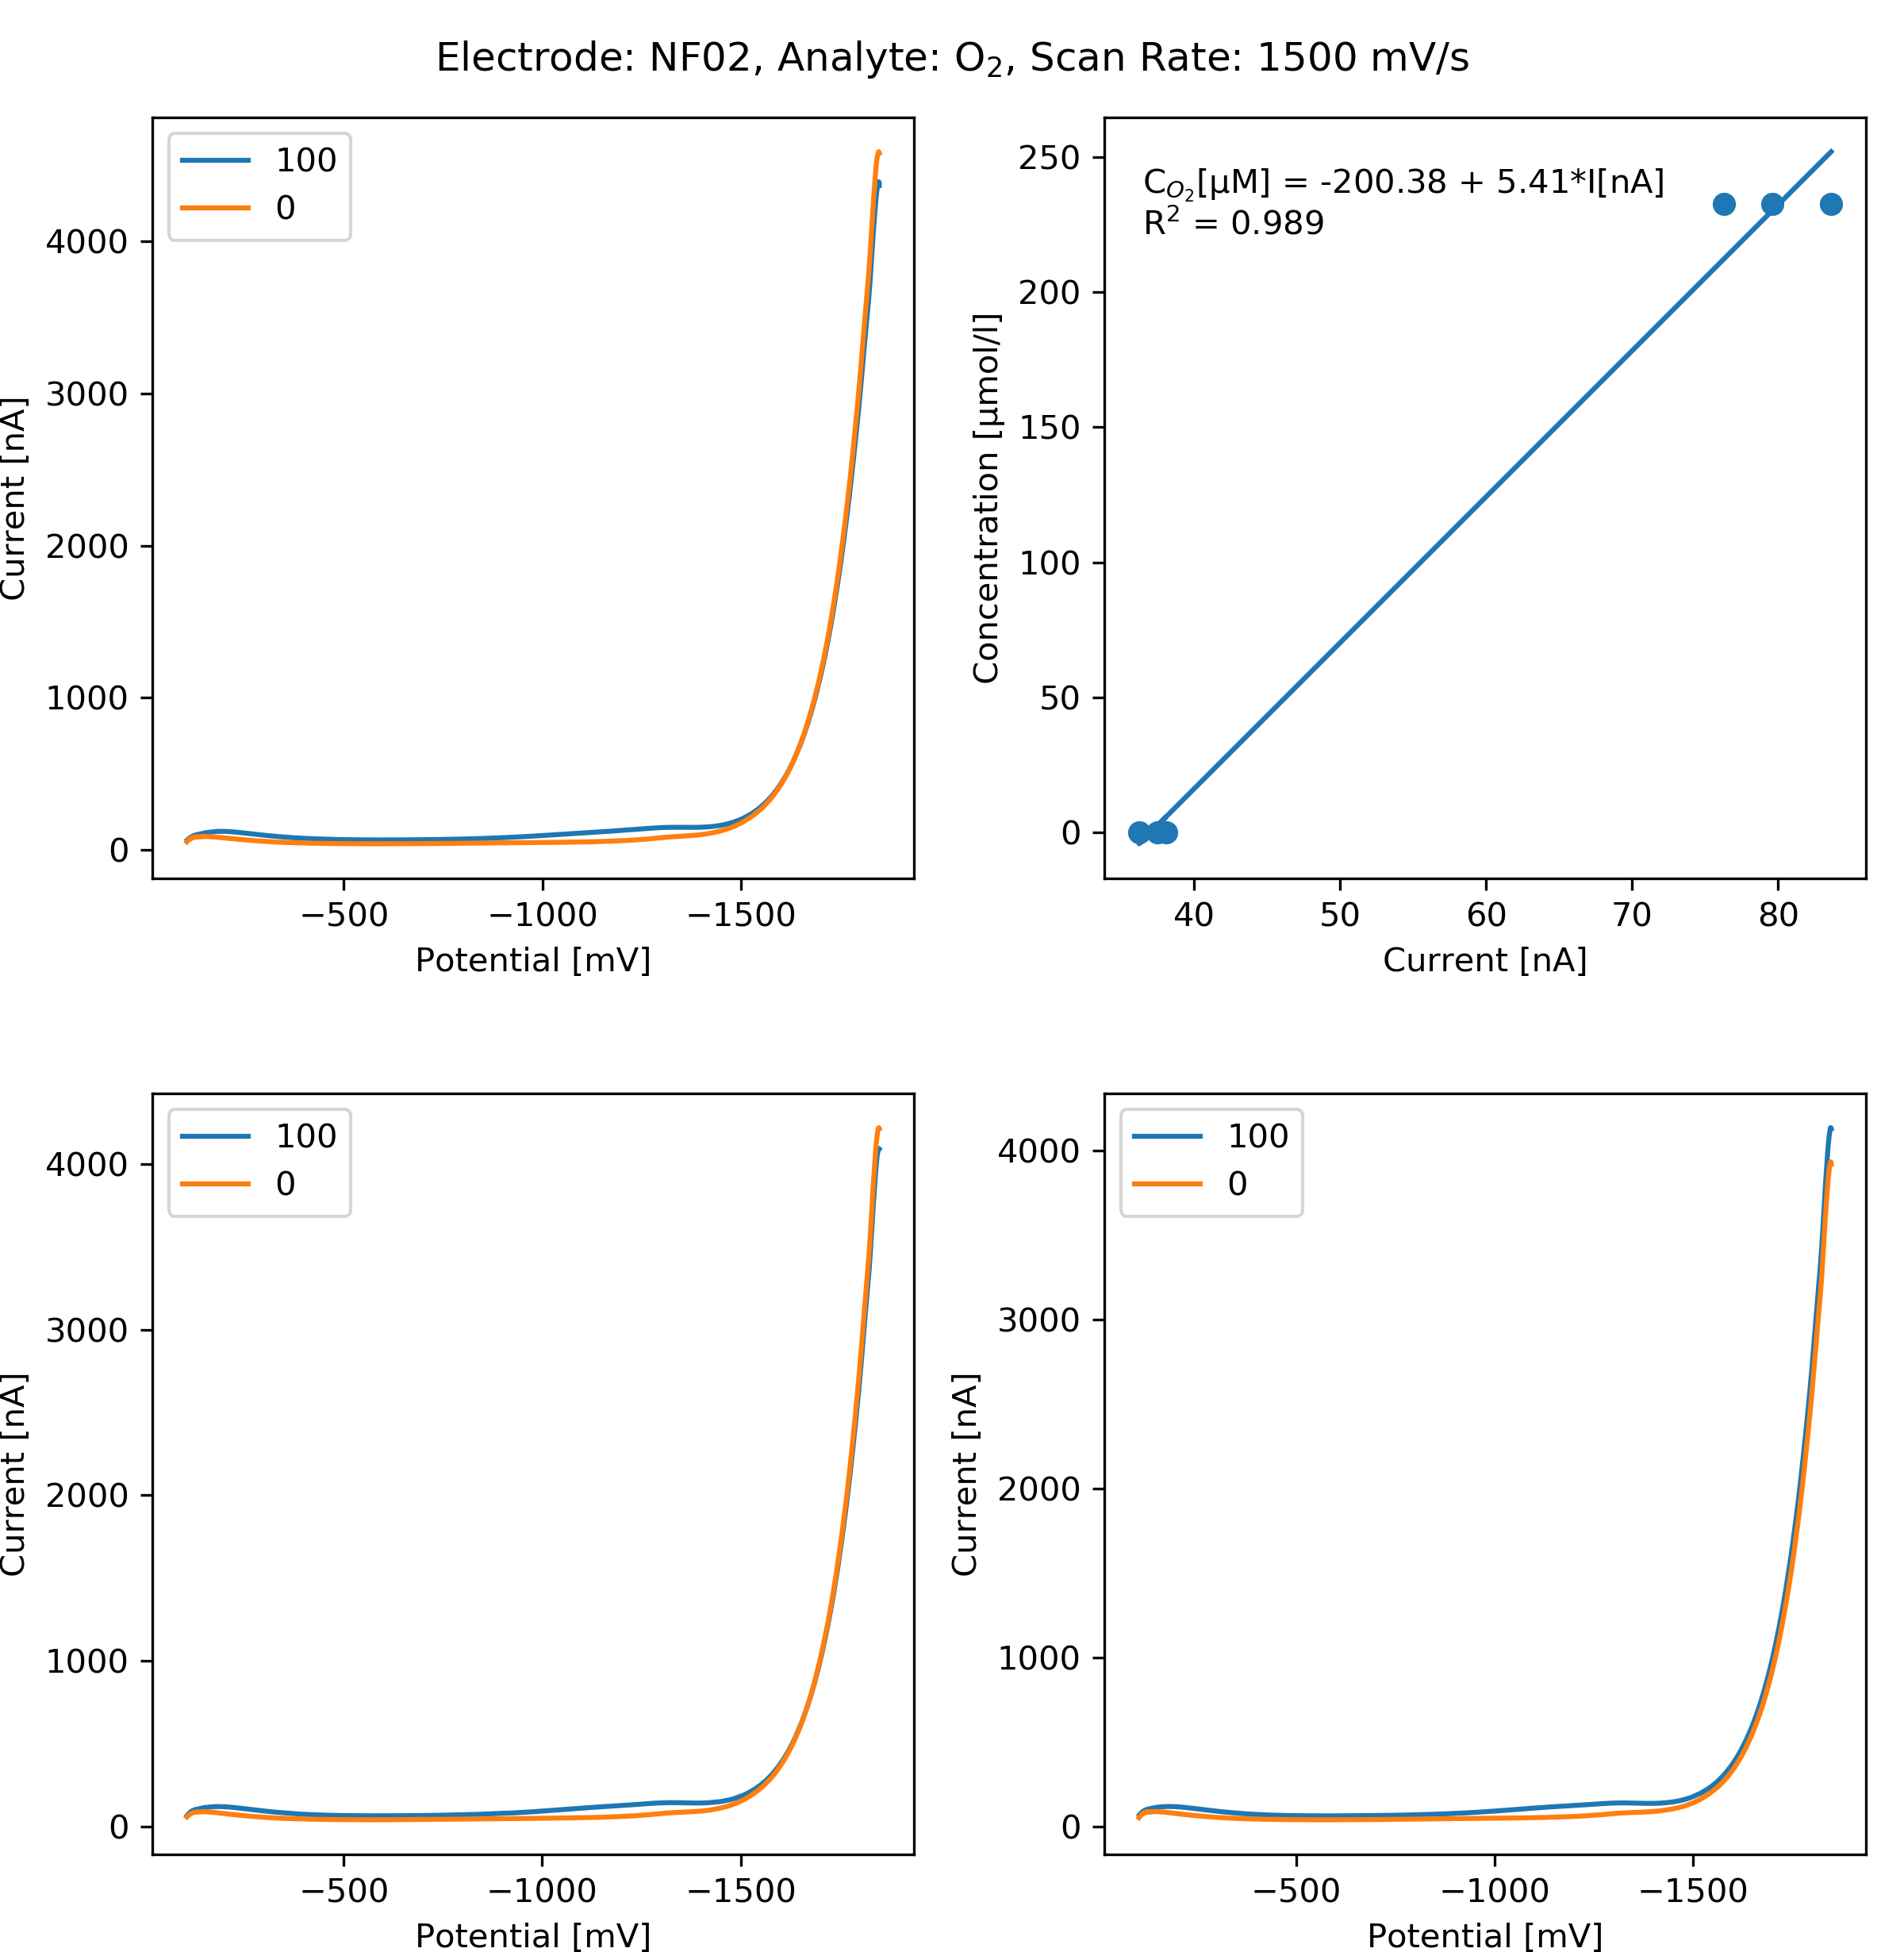 Electrode: NF02, Analyte: O₂, Scan Rate: 1500 mV/s
100
0
4000
3000
2000
1000
0
Current [nA]
−500 −1000 −1500
Potential [mV]
C_{O₂}[µM] = -200.38 + 5.41*I[nA]
R² = 0.989
250
200
150
100
50
0
Concentration [µmol/l]
40 50 60 70 80
Current [nA]
100
0
4000
3000
2000
1000
0
Current [nA]
−500 −1000 −1500
Potential [mV]
100
0
4000
3000
2000
1000
0
Current [nA]
−500 −1000 −1500
Potential [mV]